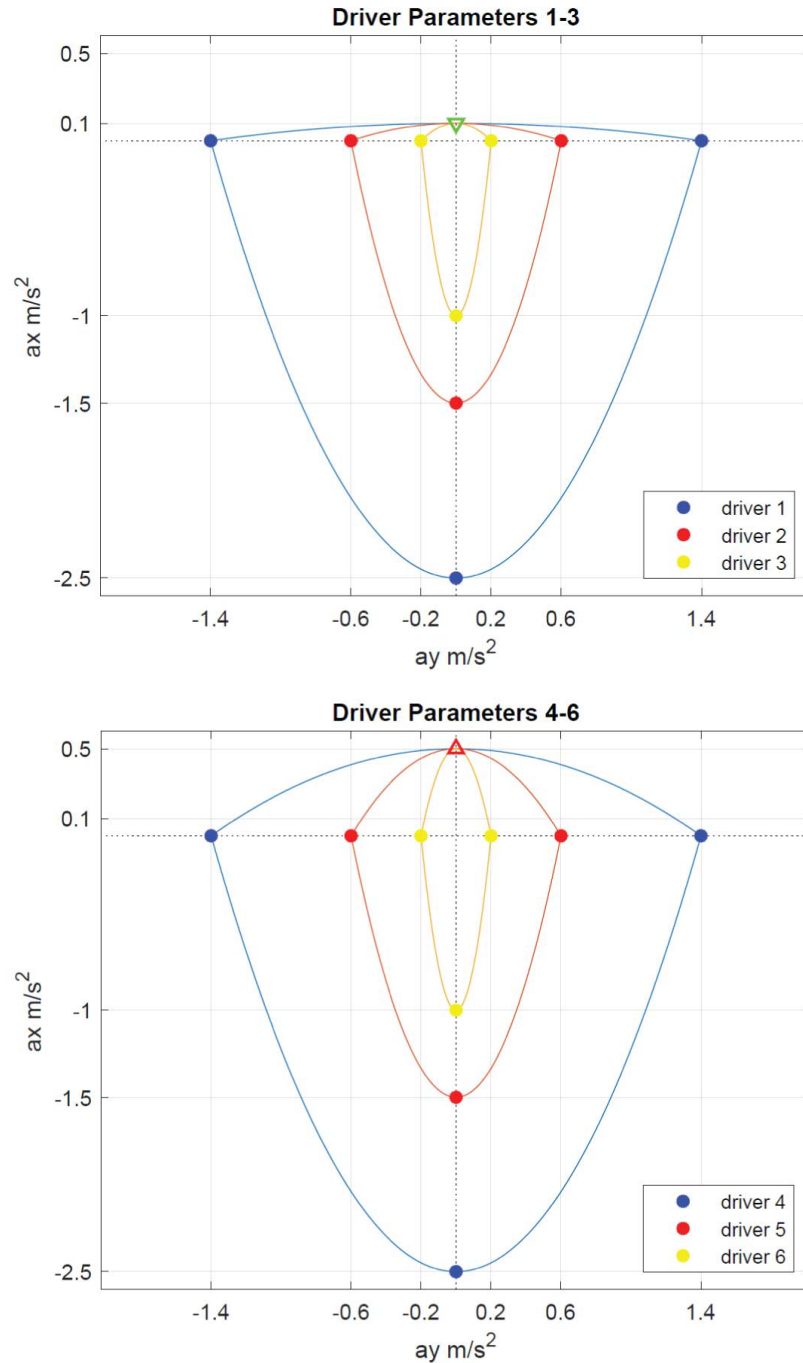 Driver Parameters 1-3
0.5
0.1
-1
-1.5
-2.5
ax m/s2
-1.4 -0.6 -0.2 0.2 0.6 1.4
ay m/s2
driver 1
driver 2
driver 3
Driver Parameters 4-6
0.5
0.1
-1
-1.5
-2.5
ax m/s2
-1.4 -0.6 -0.2 0.2 0.6 1.4
ay m/s2
driver 4
driver 5
driver 6